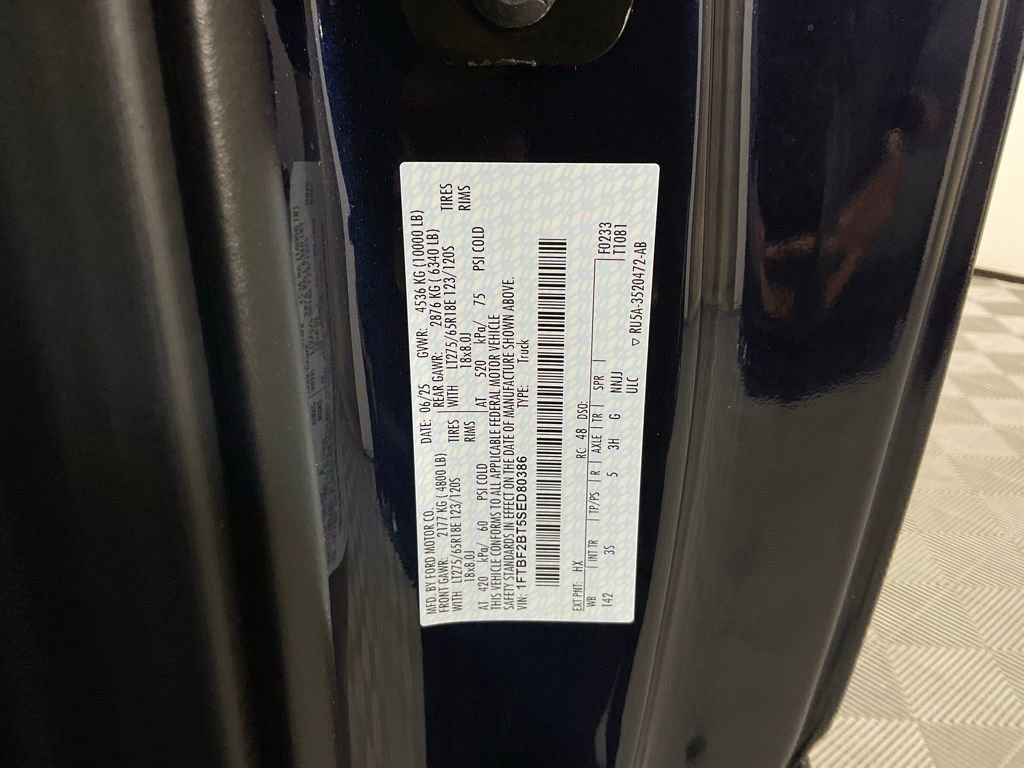 MFD. BY FORD MOTOR CO.
DATE: 06/25 GVWR: 4536 KG (10000 LB)
FRONT GAWR: 2177 KG (4800 LB)
REAR GAWR: 2876 KG (6340 LB)
WITH LT275/65R18E 123/120S TIRES
WITH LT275/65R18E 123/120S TIRES
18x8.0J RIMS
18x8.0J RIMS
AT 420 kPa/ 60 PSI COLD
AT 520 kPa/ 75 PSI COLD
THIS VEHICLE CONFORMS TO ALL APPLICABLE FEDERAL MOTOR VEHICLE
SAFETY STANDARDS IN EFFECT ON THE DATE OF MANUFACTURE SHOWN ABOVE.
VIN: 1FTBF2BT5SED80386 TYPE: Truck
EXT PNT: HX RC: 48 DSO: F0233
WB INT TR TP/PS R AXLE TR SPR T1081
142 3S 5 3H G NNJJ
ULC ▽ RU5A-3520472-AB